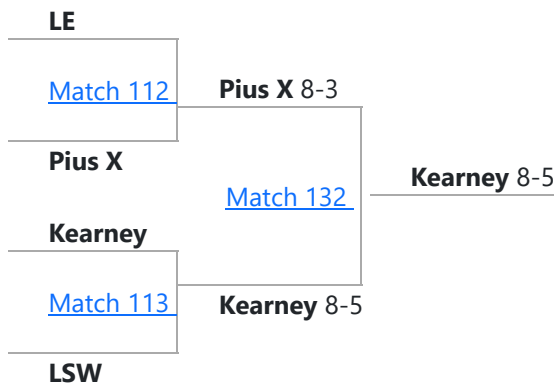 LE
Match 112
Pius X 8-3
Pius X
Kearney 8-5
Match 132
Kearney
Match 113
Kearney 8-5
LSW